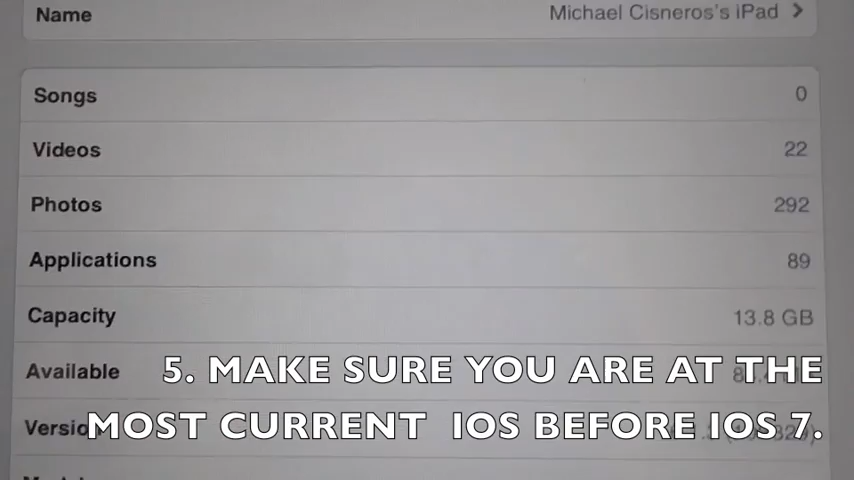 Name Michael Cisneros's iPad
Songs 0
Videos 22
Photos 292
Applications 89
Capacity 13.8 GB
Available
5. MAKE SURE YOU ARE AT THE
MOST CURRENT IOS BEFORE IOS 7.